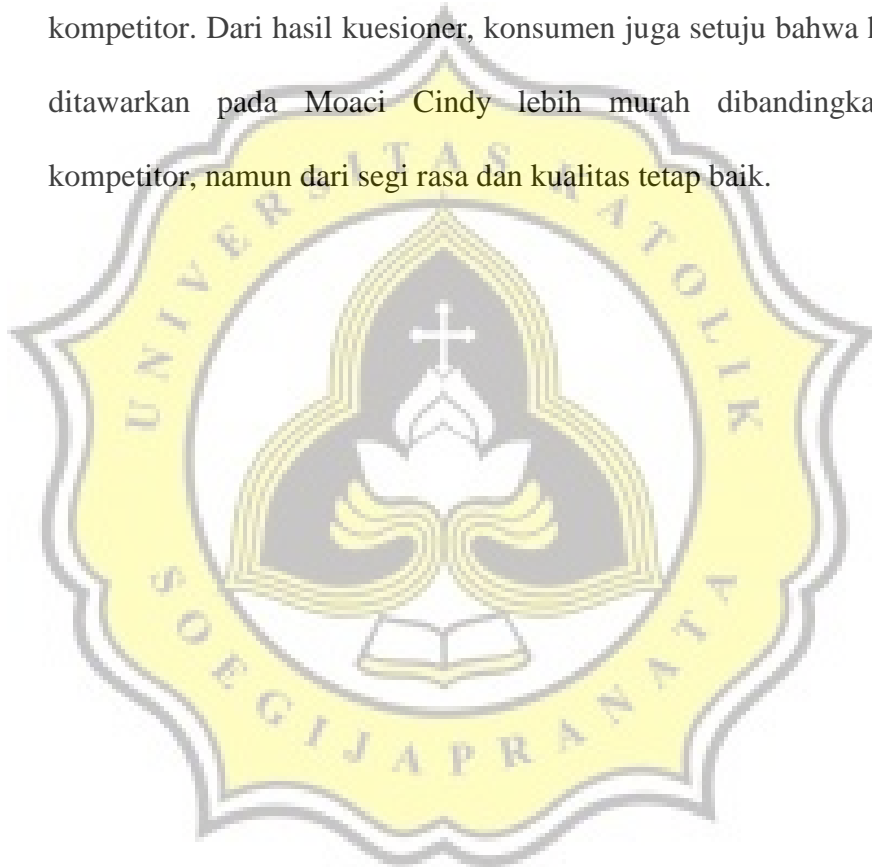 kompetitor. Dari hasil kuesioner, konsumen juga setuju bahwa
ditawarkan pada Moaci Cindy lebih murah
kompetitor, namun dari segi rasa dan kualitas tetap baik.
UNIVERSITAS KATOLIK
SOEGIJAPRANATA